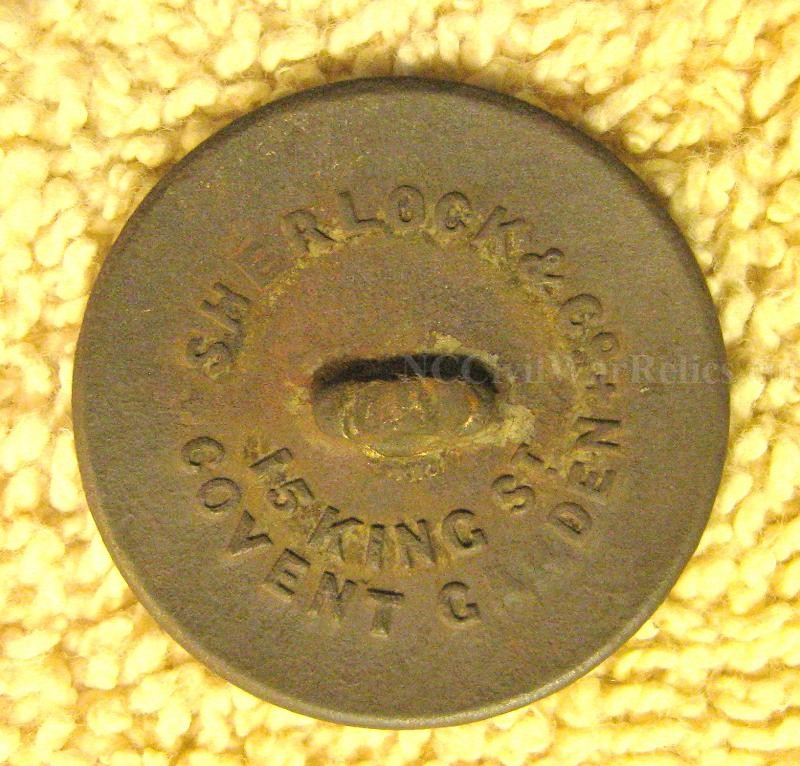 SHERLOCK & CO.
15 KING ST
COVENT G DEN
NCCivilWarRelics